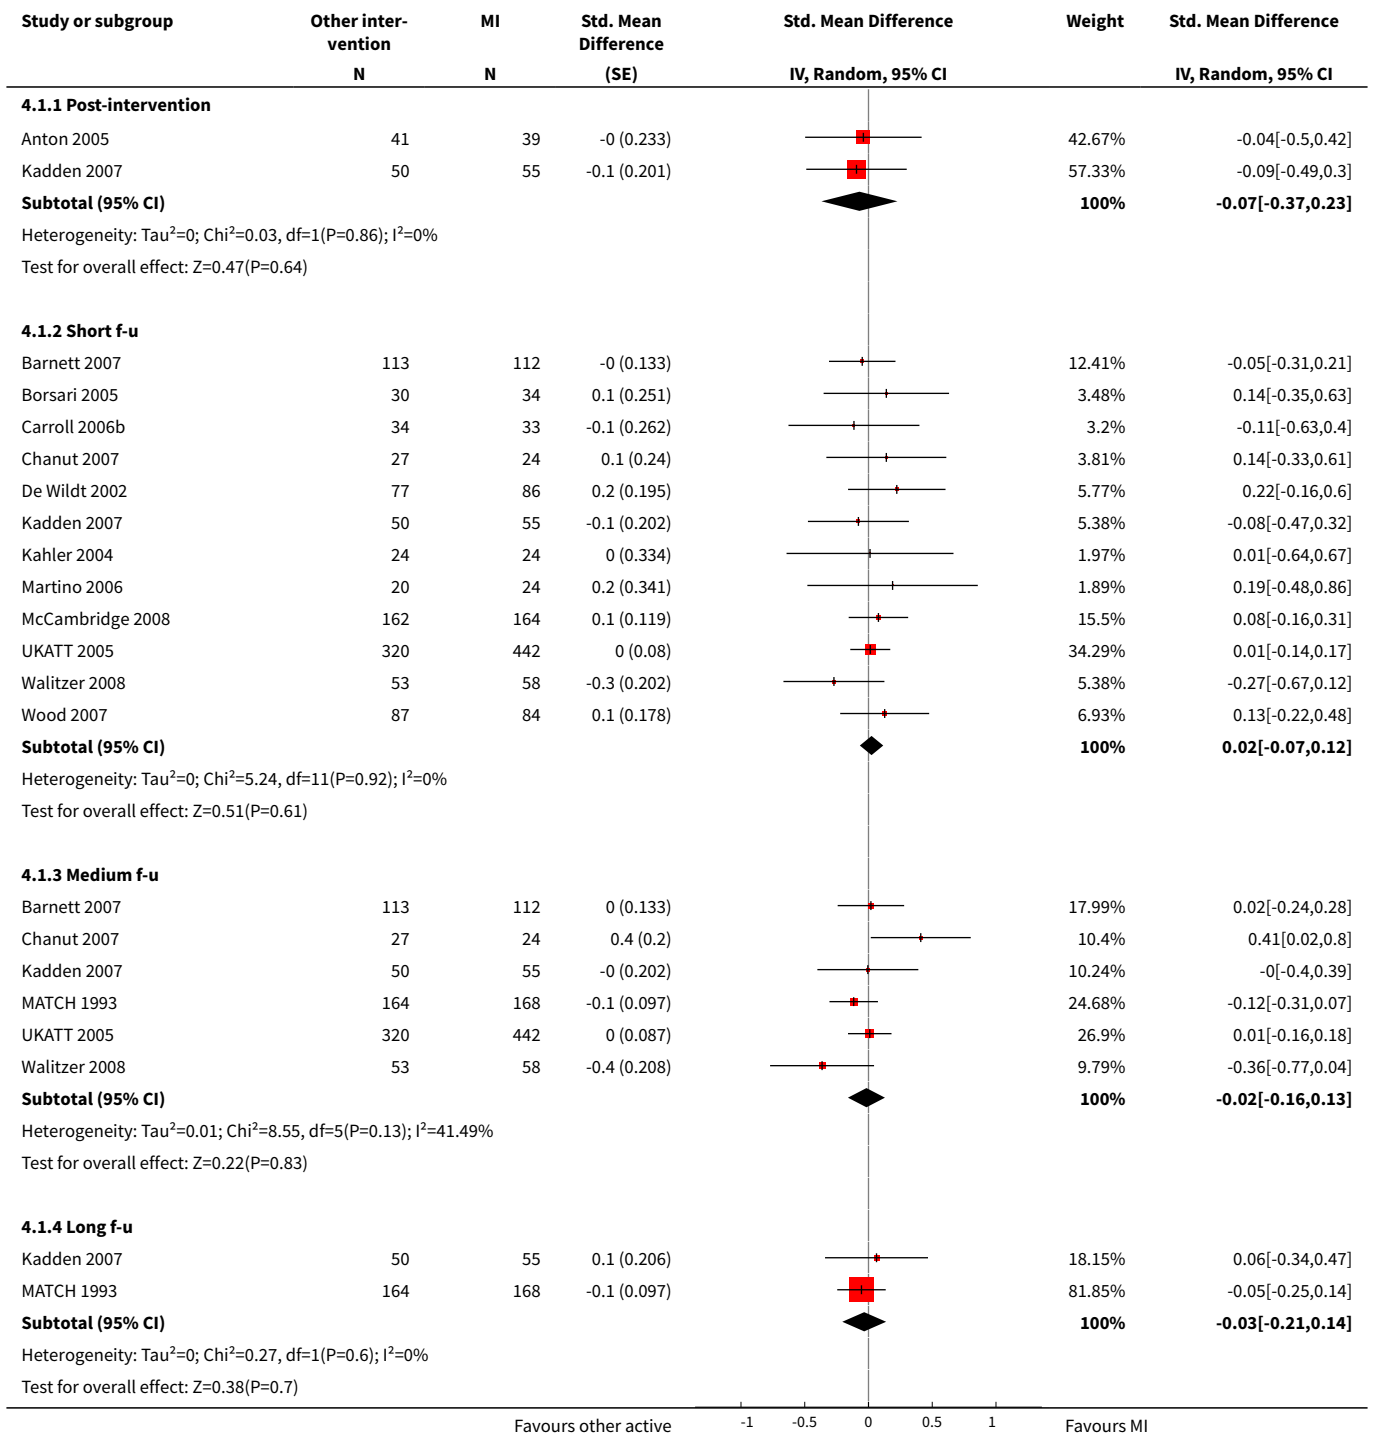 Study or subgroup Other inter- MI Std. Mean Std. Mean Difference Weight Std. Mean Difference
vention Difference
N N (SE) IV, Random, 95% CI IV, Random, 95% CI
4.1.1 Post-intervention
Anton 2005 41 39 -0 (0.233) 42.67% -0.04[-0.5,0.42]
Kadden 2007 50 55 -0.1 (0.201) 57.33% -0.09[-0.49,0.3]
Subtotal (95% CI) 100% -0.07[-0.37,0.23]
Heterogeneity: Tau²=0; Chi²=0.03, df=1(P=0.86); I²=0%
Test for overall effect: Z=0.47(P=0.64)
4.1.2 Short f-u
Barnett 2007 113 112 -0 (0.133) 12.41% -0.05[-0.31,0.21]
Borsari 2005 30 34 0.1 (0.251) 3.48% 0.14[-0.35,0.63]
Carroll 2006b 34 33 -0.1 (0.262) 3.2% -0.11[-0.63,0.4]
Chanut 2007 27 24 0.1 (0.24) 3.81% 0.14[-0.33,0.61]
De Wildt 2002 77 86 0.2 (0.195) 5.77% 0.22[-0.16,0.6]
Kadden 2007 50 55 -0.1 (0.202) 5.38% -0.08[-0.47,0.32]
Kahler 2004 24 24 0 (0.334) 1.97% 0.01[-0.64,0.67]
Martino 2006 20 24 0.2 (0.341) 1.89% 0.19[-0.48,0.86]
McCambridge 2008 162 164 0.1 (0.119) 15.5% 0.08[-0.16,0.31]
UKATT 2005 320 442 0 (0.08) 34.29% 0.01[-0.14,0.17]
Walitzer 2008 53 58 -0.3 (0.202) 5.38% -0.27[-0.67,0.12]
Wood 2007 87 84 0.1 (0.178) 6.93% 0.13[-0.22,0.48]
Subtotal (95% CI) 100% 0.02[-0.07,0.12]
Heterogeneity: Tau²=0; Chi²=5.24, df=11(P=0.92); I²=0%
Test for overall effect: Z=0.51(P=0.61)
4.1.3 Medium f-u
Barnett 2007 113 112 0 (0.133) 17.99% 0.02[-0.24,0.28]
Chanut 2007 27 24 0.4 (0.2) 10.4% 0.41[0.02,0.8]
Kadden 2007 50 55 -0 (0.202) 10.24% -0[-0.4,0.39]
MATCH 1993 164 168 -0.1 (0.097) 24.68% -0.12[-0.31,0.07]
UKATT 2005 320 442 0 (0.087) 26.9% 0.01[-0.16,0.18]
Walitzer 2008 53 58 -0.4 (0.208) 9.79% -0.36[-0.77,0.04]
Subtotal (95% CI) 100% -0.02[-0.16,0.13]
Heterogeneity: Tau²=0.01; Chi²=8.55, df=5(P=0.13); I²=41.49%
Test for overall effect: Z=0.22(P=0.83)
4.1.4 Long f-u
Kadden 2007 50 55 0.1 (0.206) 18.15% 0.06[-0.34,0.47]
MATCH 1993 164 168 -0.1 (0.097) 81.85% -0.05[-0.25,0.14]
Subtotal (95% CI) 100% -0.03[-0.21,0.14]
Heterogeneity: Tau²=0; Chi²=0.27, df=1(P=0.6); I²=0%
Test for overall effect: Z=0.38(P=0.7)
Favours other active -1 -0.5 0 0.5 1 Favours MI